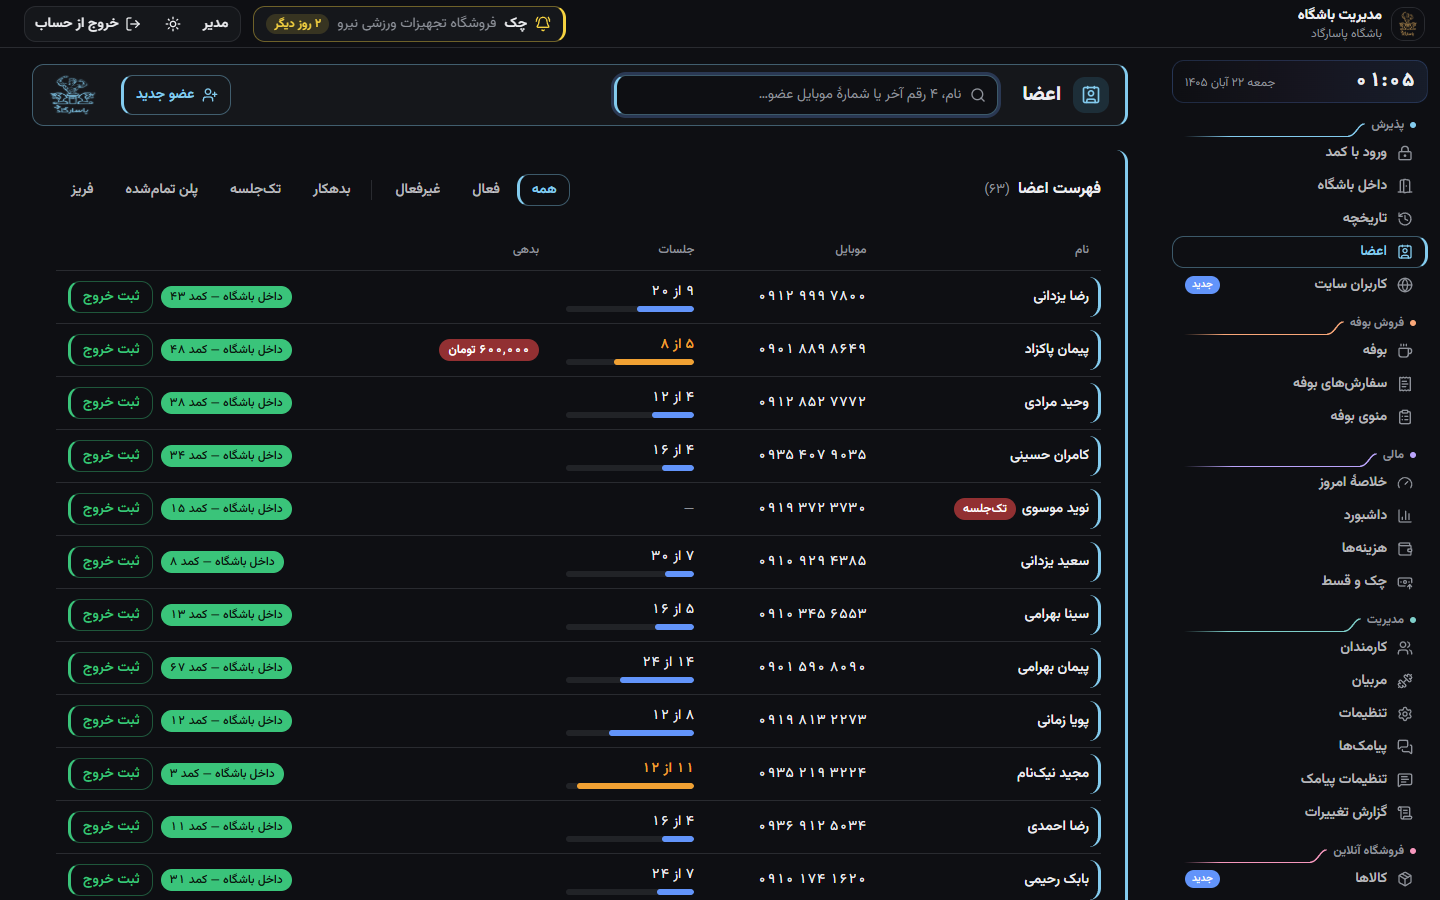 مدیریت باشگاه
باشگاه پاسارگاد
چک فروشگاه تجهیزات ورزشی نیرو ۲ روز دیگر
مدیر
خروج از حساب
۰۱:۰۵
جمعه ۲۲ آبان ۱۴۰۵
پذیرش
ورود با کمد
داخل باشگاه
تاریخچه
اعضا
کاربران سایت جدید
فروش بوفه
بوفه
سفارش‌های بوفه
منوی بوفه
مالی
خلاصهٔ امروز
داشبورد
هزینه‌ها
چک و قسط
مدیریت
کارمندان
مربیان
تنظیمات
پیامک‌ها
تنظیمات پیامک
گزارش تغییرات
فروشگاه آنلاین
کالاها جدید
اعضا
نام، ۴ رقم آخر یا شمارهٔ موبایل عضو…
عضو جدید
پاسارگاد
فهرست اعضا (۶۳)
همه فعال غیرفعال بدهکار تک‌جلسه پلن تمام‌شده فریز
نام موبایل جلسات بدهی
رضا یزدانی ۰۹۱۲ ۹۹۹ ۷۸۰۰ ۹ از ۲۰ داخل باشگاه — کمد ۴۳ ثبت خروج
پیمان پاکزاد ۰۹۰۱ ۸۸۹ ۸۶۴۹ ۵ از ۸ ۶۰۰,۰۰۰ تومان داخل باشگاه — کمد ۴۸ ثبت خروج
وحید مرادی ۰۹۱۲ ۸۵۲ ۷۷۷۲ ۴ از ۱۲ داخل باشگاه — کمد ۳۸ ثبت خروج
کامران حسینی ۰۹۳۵ ۴۰۷ ۹۰۳۵ ۴ از ۱۶ داخل باشگاه — کمد ۳۴ ثبت خروج
نوید موسوی تک‌جلسه ۰۹۱۹ ۳۷۲ ۳۷۳۰ — داخل باشگاه — کمد ۱۵ ثبت خروج
سعید یزدانی ۰۹۱۰ ۹۲۹ ۴۳۸۵ ۷ از ۳۰ داخل باشگاه — کمد ۸ ثبت خروج
سینا بهرامی ۰۹۱۰ ۳۴۵ ۶۵۵۳ ۵ از ۱۶ داخل باشگاه — کمد ۱۳ ثبت خروج
پیمان بهرامی ۰۹۰۱ ۵۹۰ ۸۰۹۰ ۱۴ از ۲۴ داخل باشگاه — کمد ۶۷ ثبت خروج
پویا زمانی ۰۹۱۹ ۸۱۳ ۲۲۷۳ ۸ از ۱۲ داخل باشگاه — کمد ۱۲ ثبت خروج
مجید نیک‌نام ۰۹۳۵ ۲۱۹ ۳۲۲۴ ۱۱ از ۱۲ داخل باشگاه — کمد ۳ ثبت خروج
رضا احمدی ۰۹۳۶ ۹۱۲ ۵۰۳۴ ۴ از ۱۶ داخل باشگاه — کمد ۱۱ ثبت خروج
بابک رحیمی ۰۹۱۰ ۱۷۴ ۱۶۲۰ ۷ از ۲۴ داخل باشگاه — کمد ۳۱ ثبت خروج